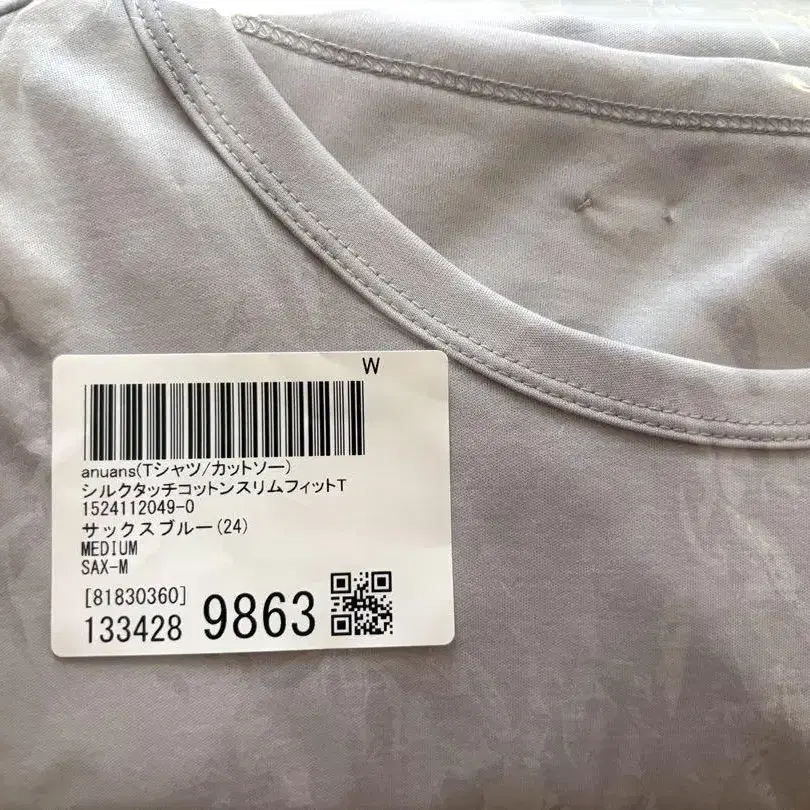 W
anuans(Tシャツ/カットソー)
シルクタッチコットンスリムフィットT
1524112049-0
サックスブルー(24)
MEDIUM
SAX-M
[81830360]
133428 9863